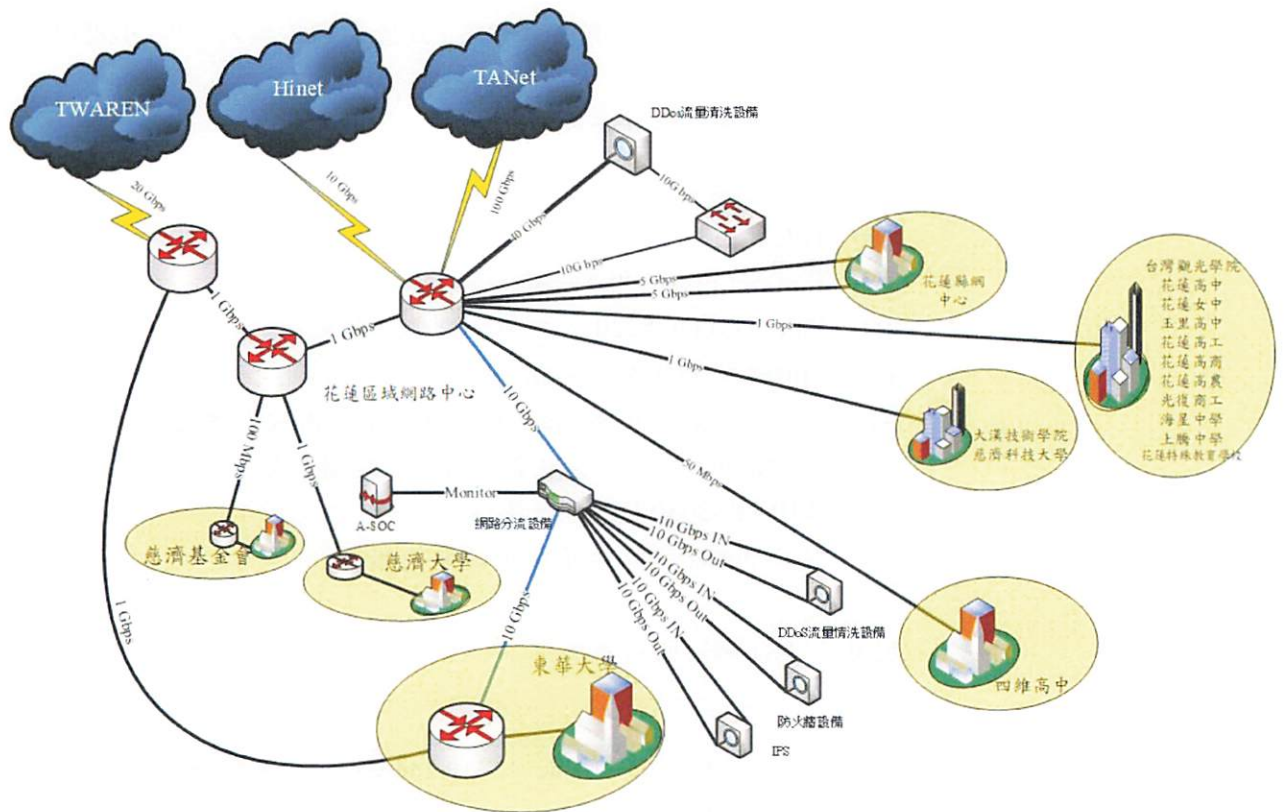 TWAREN
Hinet
TANet
DDos流量清洗設備
20 Gbps
10 Gbps
100 Gbps
40 Gbps
10G bps
10G bps
5 Gbps
5 Gbps
花蓮縣網
中心
台灣觀光學院
花蓮高中
花蓮女中
玉里高中
花蓮高工
花蓮高商
花蓮高農
光復商工
海星中學
上騰中學
花蓮特殊教育學校
1 Gbps
1 Gbps
1 Gbps
1 Gbps
花蓮區域網路中心
10 Gbps
大漢技術學院
慈濟科技大學
100 Mbps
1 Gbps
50 Mbps
A-SOC
Monitor
網路分流設備
10 Gbps IN
10 Gbps Out
10 Gbps IN
10 Gbps Out
10 Gbps IN
10 Gbps Out
慈濟基金會
慈濟大學
1 Gbps
10 Gbps
DDoS流量情洗設備
東華大學
四維高中
防火牆設備
IPS